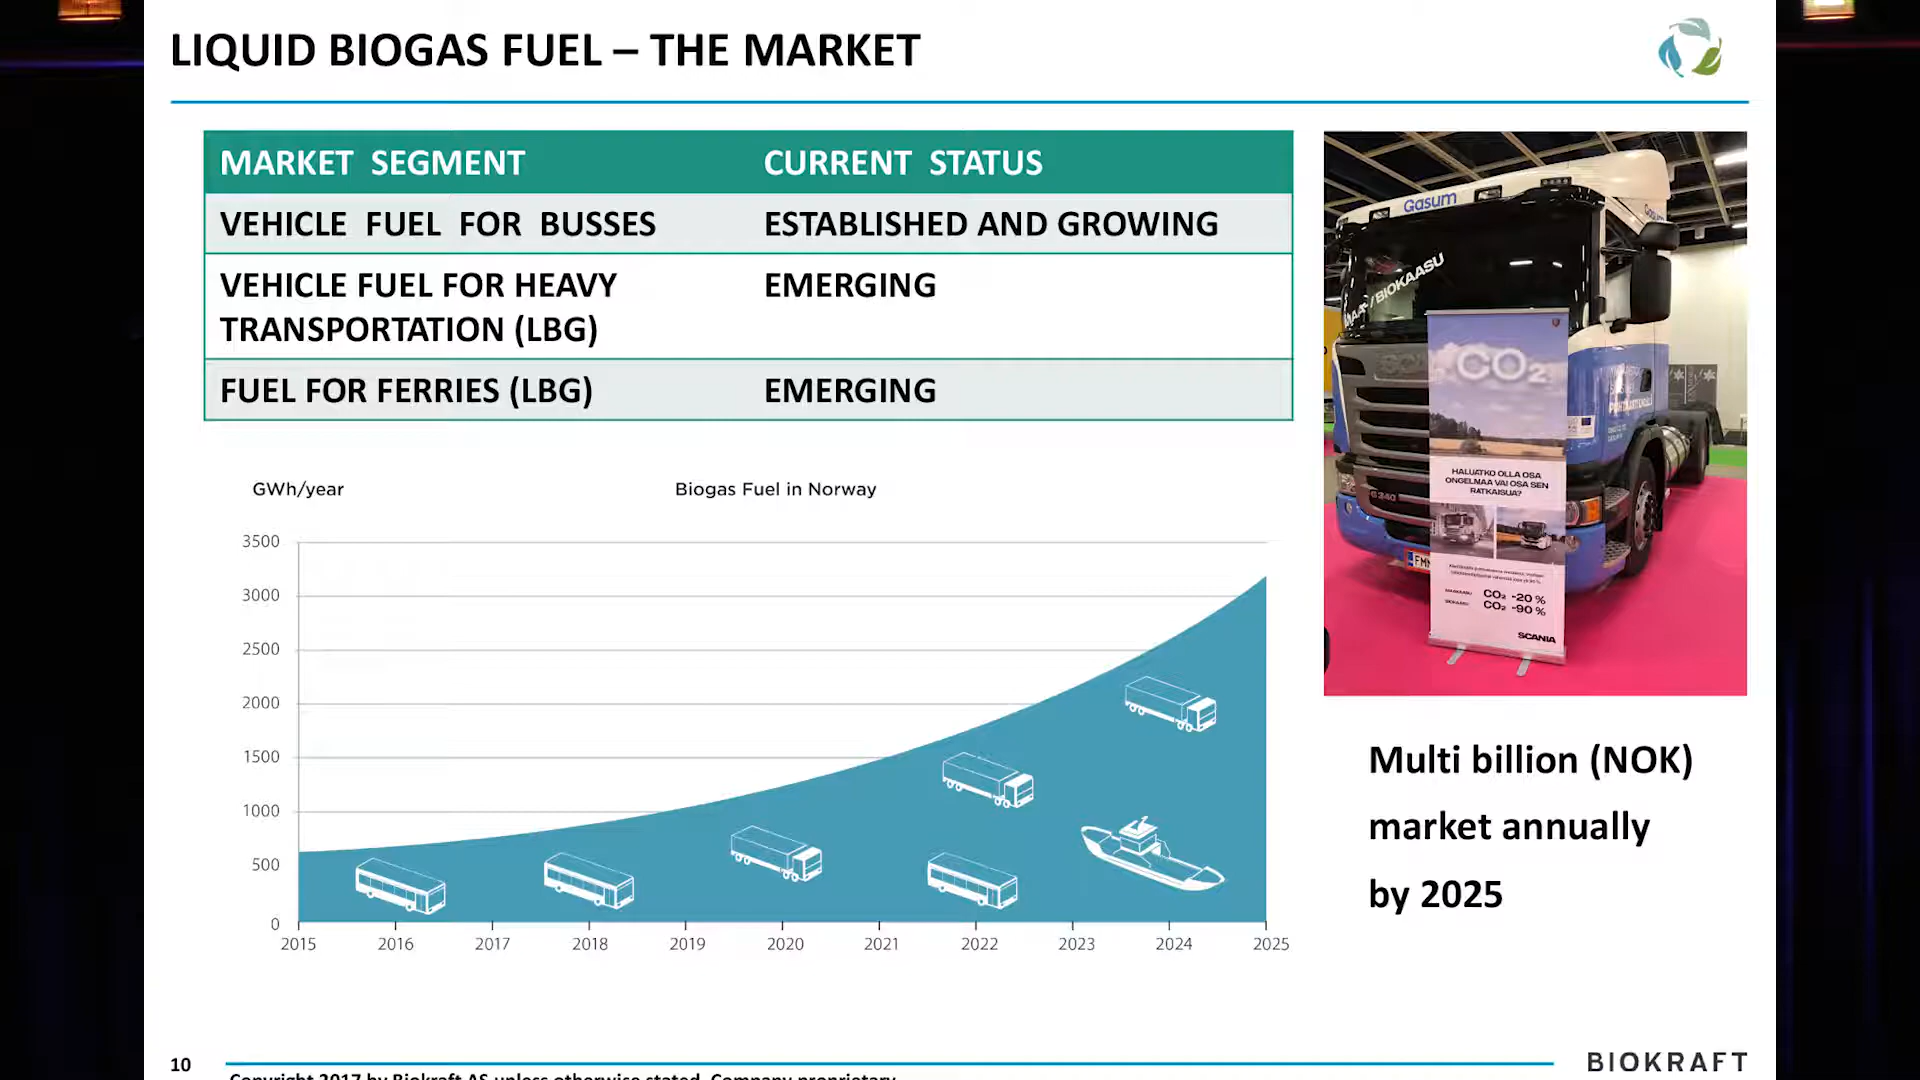 LIQUID BIOGAS FUEL – THE MARKET
MARKET SEGMENT CURRENT STATUS
VEHICLE FUEL FOR BUSSES ESTABLISHED AND GROWING
VEHICLE FUEL FOR HEAVY EMERGING
TRANSPORTATION (LBG)
FUEL FOR FERRIES (LBG) EMERGING
Gasum
BIOKAASU
CO₂
HALUATKO OLLA OSA
ONGELMAA VAI OSA SEN
RATKAISUA?
CO₂ -20 %
CO₂ -90 %
SCANIA
GWh/year Biogas Fuel in Norway
3500
3000
2500
2000
1500
1000
500
0
2015 2016 2017 2018 2019 2020 2021 2022 2023 2024 2025
Multi billion (NOK)
market annually
by 2025
10
BIOKRAFT
Copyright 2017 by Biokraft AS unless otherwise stated. Company proprietary